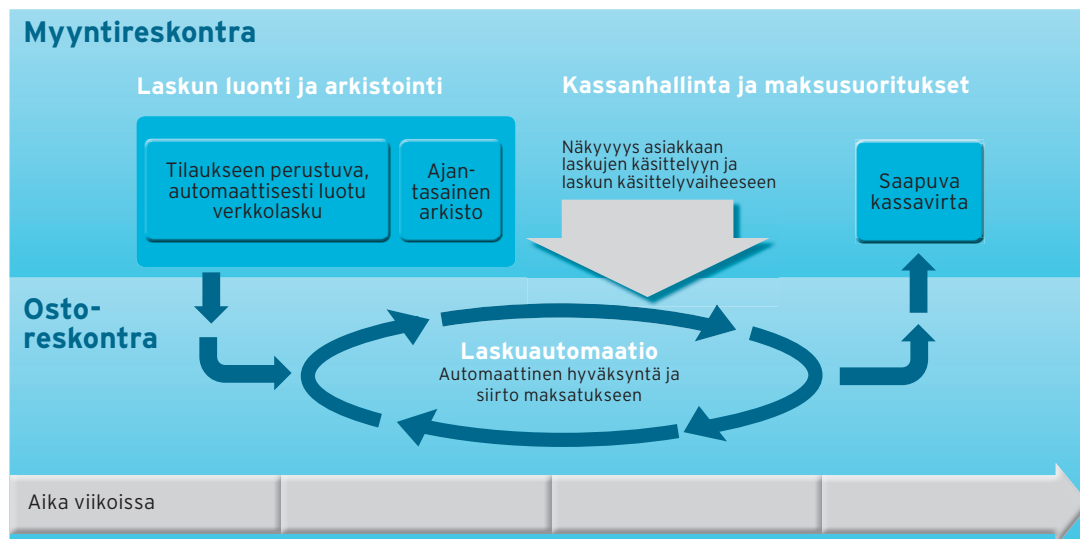 Myyntireskontra
Laskun luonti ja arkistointi
Tilaukseen perustuva,
automaattisesti luotu
verkkolasku
Ajan-
tasainen
arkisto
Kassanhallinta ja maksusuoritukset
Näkyvyys asiakkaan
laskujen käsittelyyn ja
laskun käsittelyvaiheeseen
Saapuva
kassavirta
Osto-
reskontra
Laskuautomaatio
Automaattinen hyväksyntä ja
siirto maksatukseen
Aika viikoissa